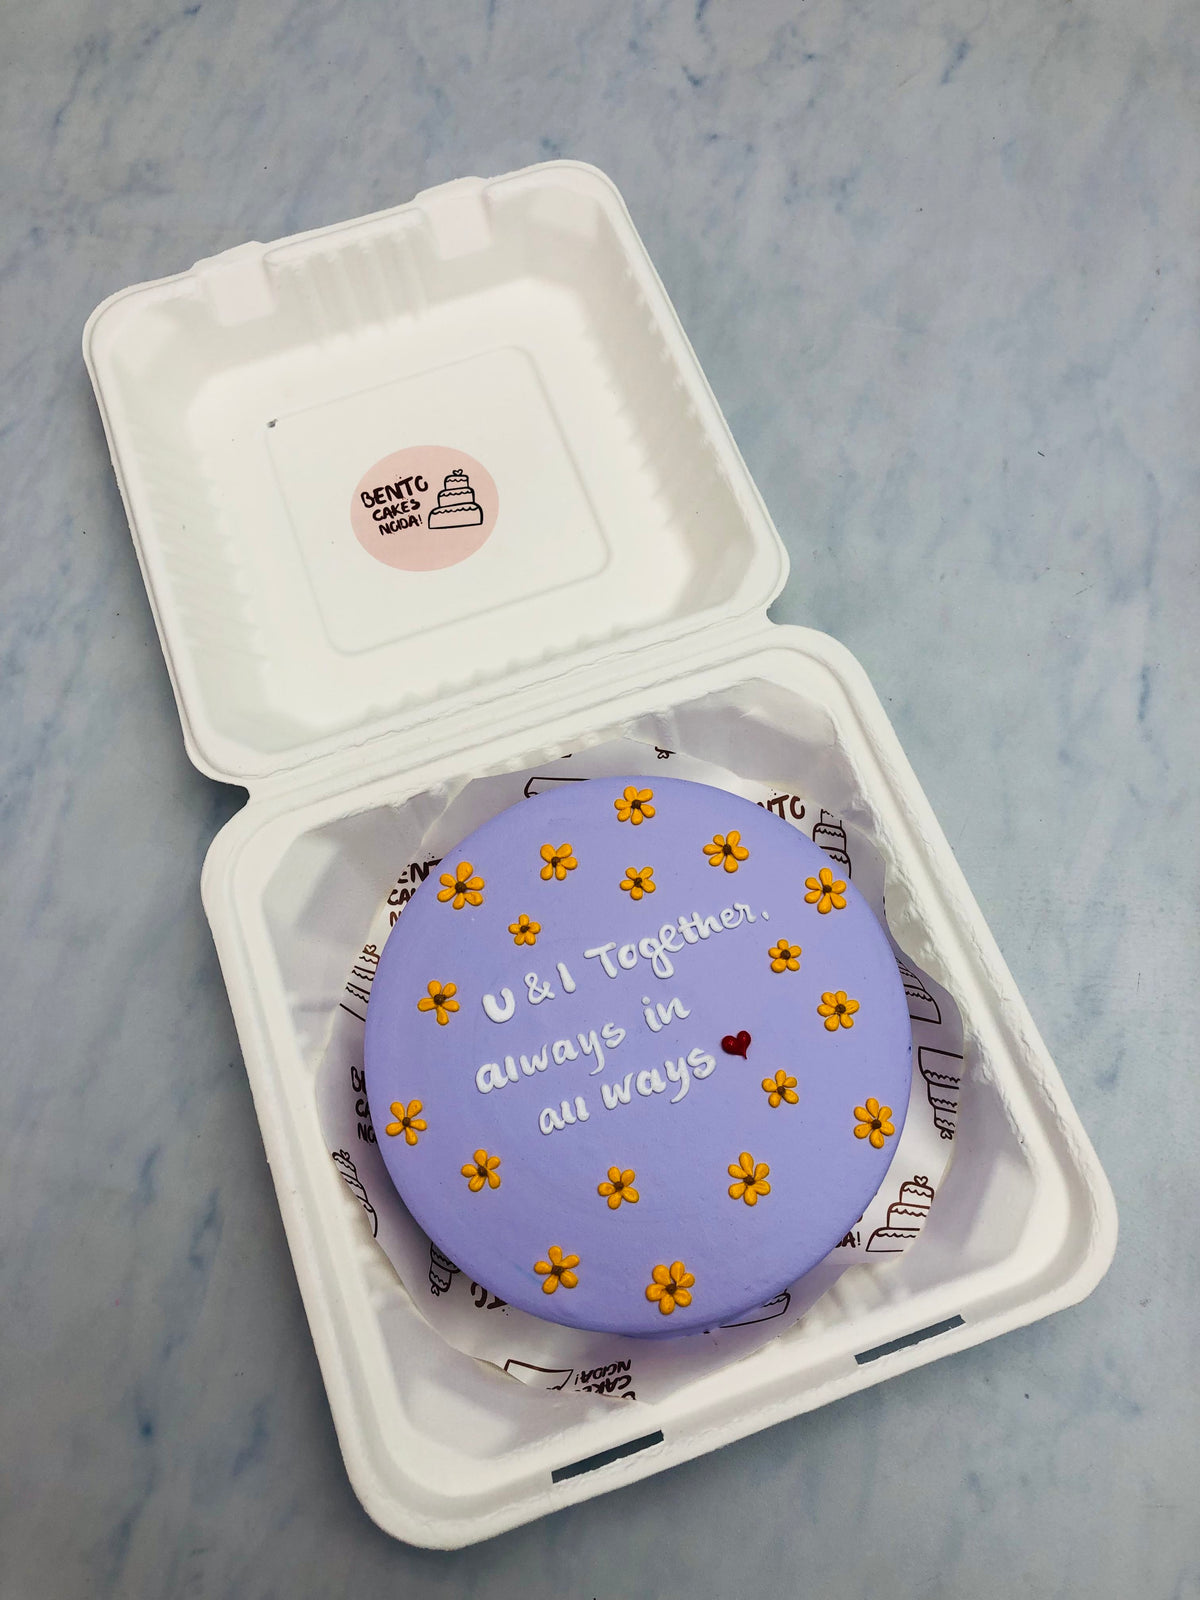 BENTO
CAKES
NOIDA!
U & I Together,
always in
all ways